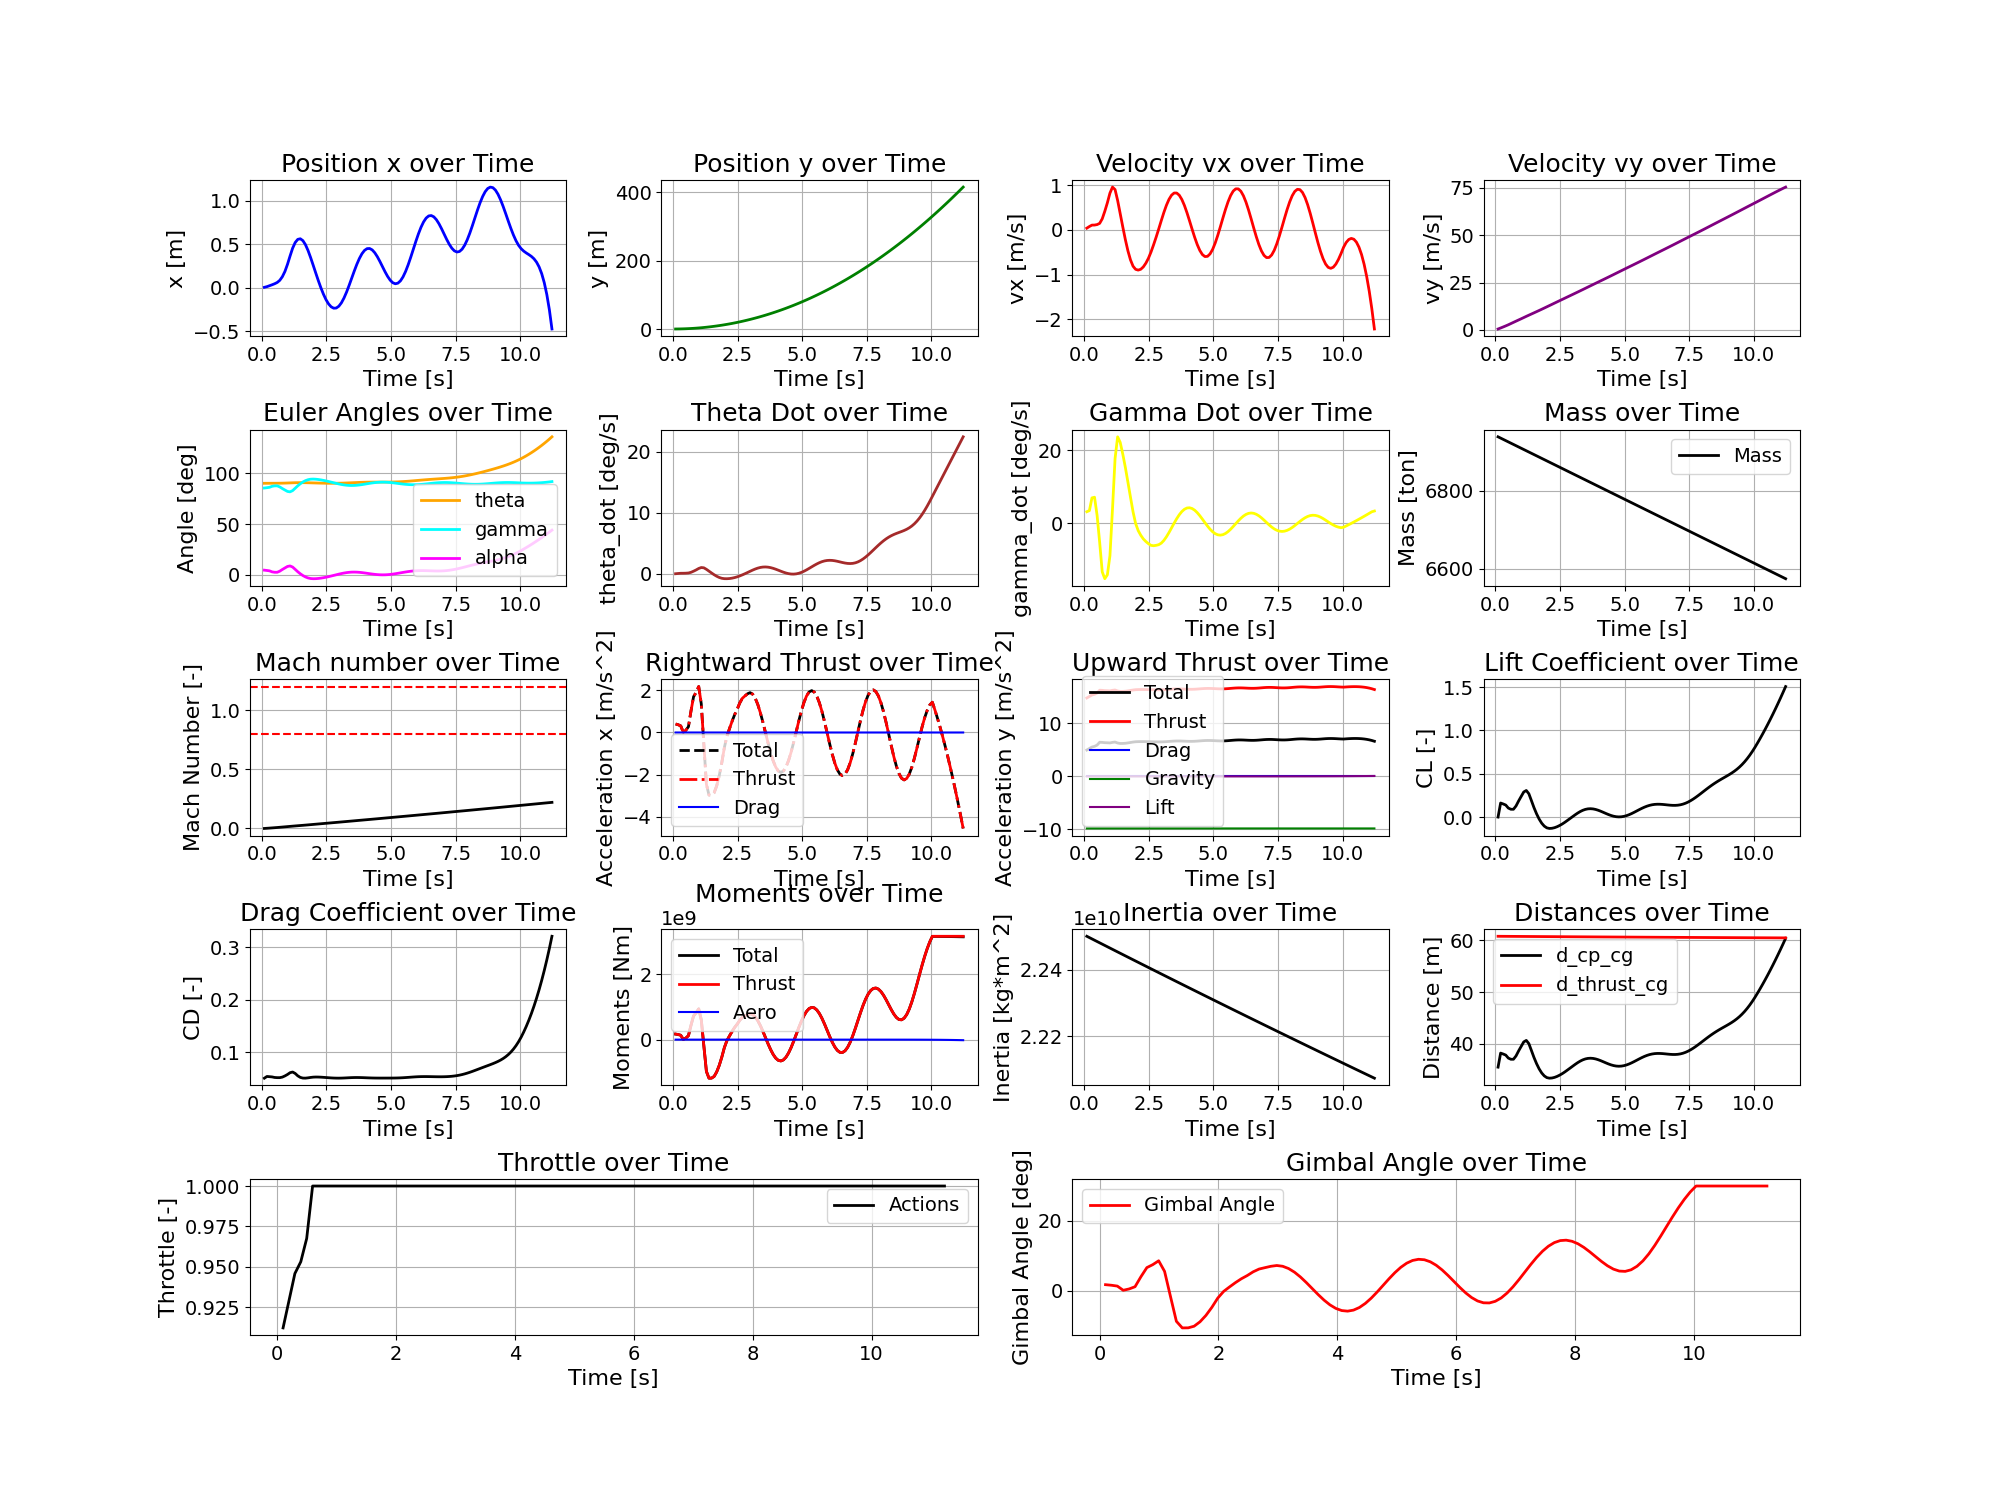 Position x over Time
x [m]
1.0
0.5
0.0
−0.5
0.0 2.5 5.0 7.5 10.0
Time [s]
Position y over Time
y [m]
400
200
0
0.0 2.5 5.0 7.5 10.0
Time [s]
Velocity vx over Time
vx [m/s]
1
0
−1
−2
0.0 2.5 5.0 7.5 10.0
Time [s]
Velocity vy over Time
vy [m/s]
75
50
25
0
0.0 2.5 5.0 7.5 10.0
Time [s]
Euler Angles over Time
Angle [deg]
100
50
0
theta
gamma
alpha
0.0 2.5 5.0 7.5 10.0
Time [s]
Theta Dot over Time
theta_dot [deg/s]
20
10
0
0.0 2.5 5.0 7.5 10.0
Time [s]
Gamma Dot over Time
gamma_dot [deg/s]
20
0
0.0 2.5 5.0 7.5 10.0
Time [s]
Mass over Time
Mass [ton]
6800
6600
Mass
0.0 2.5 5.0 7.5 10.0
Time [s]
Mach number over Time
Mach Number [-]
1.0
0.5
0.0
0.0 2.5 5.0 7.5 10.0
Time [s]
Rightward Thrust over Time
Acceleration x [m/s^2]
2
0
−2
−4
Total
Thrust
Drag
0.0 2.5 5.0 7.5 10.0
Time [s]
Upward Thrust over Time
Acceleration y [m/s^2]
10
0
−10
Total
Thrust
Drag
Gravity
Lift
0.0 2.5 5.0 7.5 10.0
Time [s]
Lift Coefficient over Time
CL [-]
1.5
1.0
0.5
0.0
0.0 2.5 5.0 7.5 10.0
Time [s]
Drag Coefficient over Time
CD [-]
0.3
0.2
0.1
0.0 2.5 5.0 7.5 10.0
Time [s]
Moments over Time
1e9
Moments [Nm]
2
0
Total
Thrust
Aero
0.0 2.5 5.0 7.5 10.0
Time [s]
Inertia over Time
1e10
Inertia [kg*m^2]
2.24
2.22
0.0 2.5 5.0 7.5 10.0
Time [s]
Distances over Time
Distance [m]
60
50
40
d_cp_cg
d_thrust_cg
0.0 2.5 5.0 7.5 10.0
Time [s]
Throttle over Time
Throttle [-]
1.000
0.975
0.950
0.925
Actions
0 2 4 6 8 10
Time [s]
Gimbal Angle over Time
Gimbal Angle [deg]
20
0
Gimbal Angle
0 2 4 6 8 10
Time [s]